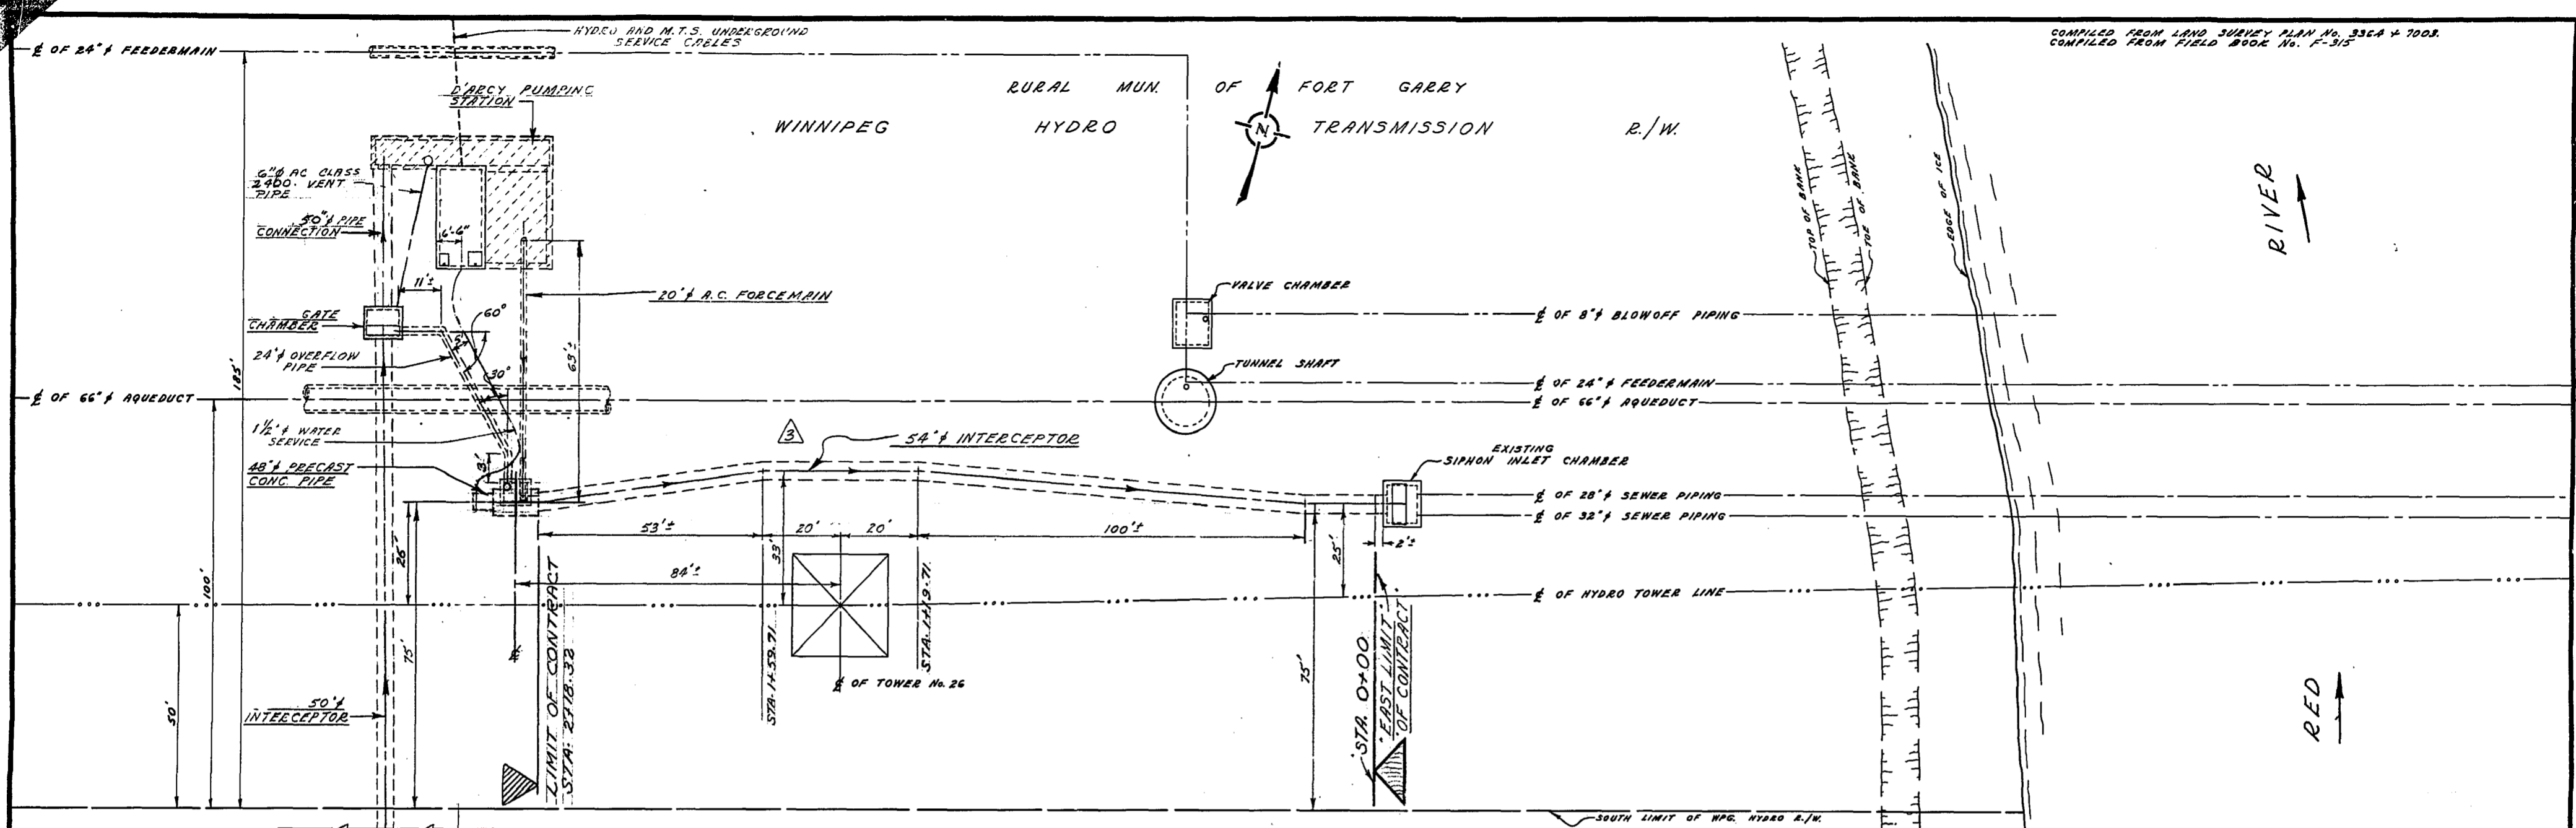 HYDRO AND M.T.S. UNDERGROUND
SERVICE CABLES
COMPILED FROM LAND SURVEY PLAN No. 3364 & 7003.
COMPILED FROM FIELD BOOK No. F-315
℄ OF 24"⌀ FEEDERMAIN
D'ARCY PUMPING
STATION
RURAL MUN. OF FORT GARRY
WINNIPEG HYDRO TRANSMISSION R./W.
N
6"⌀ AC CLASS
2400. VENT
PIPE
50"⌀ PIPE
CONNECTION
6'-6"
TOP OF BANK
TOE OF BANK
EDGE OF ICE
RIVER
11'±
20"⌀ A.C. FORCEMAIN
VALVE CHAMBER
GATE
CHAMBER
60°
℄ OF 8"⌀ BLOWOFF PIPING
5'
24"⌀ OVERFLOW
PIPE
63'±
185'
30°
TUNNEL SHAFT
℄ OF 24"⌀ FEEDERMAIN
℄ OF 66"⌀ AQUEDUCT
℄ OF 66"⌀ AQUEDUCT
1½"⌀ WATER
SERVICE
3
54"⌀ INTERCEPTOR
3'
48"⌀ PRECAST
CONC. PIPE
EXISTING
SIPHON INLET CHAMBER
℄ OF 28"⌀ SEWER PIPING
℄ OF 32"⌀ SEWER PIPING
53'±
20'
20'
100'±
2'±
26'
33'
25'
84'±
100'
℄ OF HYDRO TOWER LINE
75'
℄
LIMIT OF CONTRACT
STA. 2+18.32
STA. 1+59.71
STA. 1+19.71
℄ OF TOWER No. 26
75'
STA. 0+00
"EAST LIMIT"
"OF CONTRACT"
50'
50"⌀
INTERCEPTOR
RED
SOUTH LIMIT OF WPG. HYDRO R./W.